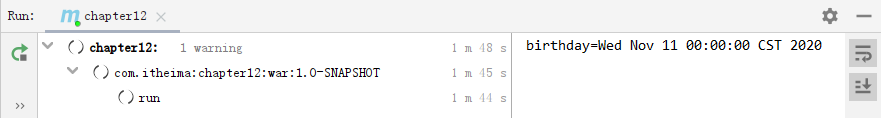 Run: chapter12
chapter12: 1 warning 1 m 48 s
com.itheima:chapter12:war:1.0-SNAPSHOT 1 m 45 s
run 1 m 44 s
birthday=Wed Nov 11 00:00:00 CST 2020